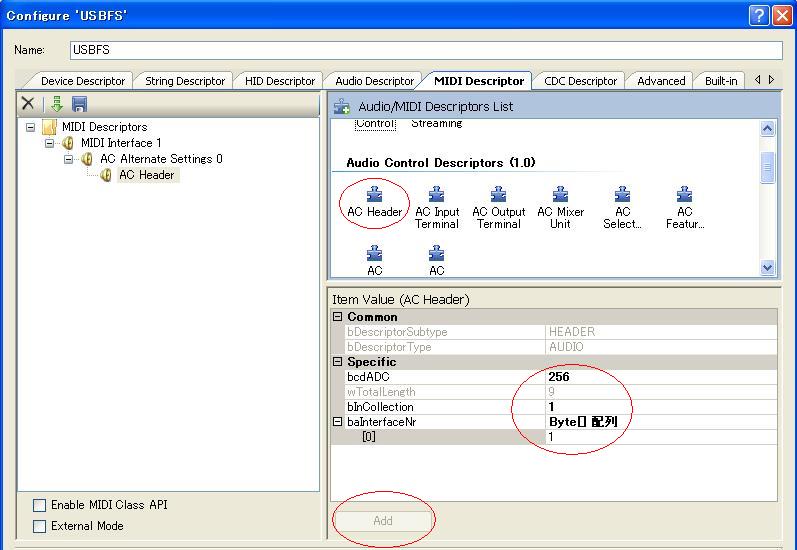 Configure 'USBFS'
Name: USBFS
Device Descriptor String Descriptor HID Descriptor Audio Descriptor MIDI Descriptor CDC Descriptor Advanced Built-in
MIDI Descriptors
MIDI Interface 1
AC Alternate Settings 0
AC Header
Enable MIDI Class API
External Mode
Audio/MIDI Descriptors List
Control Streaming
Audio Control Descriptors (1.0)
AC Header AC Input Terminal AC Output Terminal AC Mixer Unit AC Select... AC Featur...
AC AC
Item Value (AC Header)
Common
bDescriptorSubtype HEADER
bDescriptorType AUDIO
Specific
bcdADC 256
wTotalLength 9
bInCollection 1
baInterfaceNr Byte[] 配列
[0] 1
Add